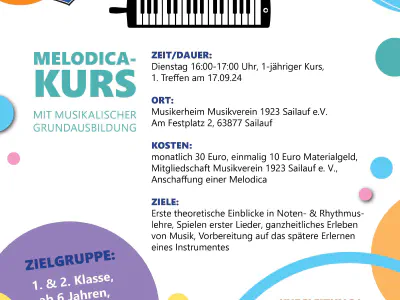 MELODICA-
KURS
MIT MUSIKALISCHER
GRUNDAUSBILDUNG
ZEIT/DAUER:
Dienstag 16:00-17:00 Uhr, 1-jähriger Kurs,
1. Treffen am 17.09.24
ORT:
Musikerheim Musikverein 1923 Sailauf e.V.
Am Festplatz 2, 63877 Sailauf
KOSTEN:
monatlich 30 Euro, einmalig 10 Euro Materialgeld,
Mitgliedschaft Musikverein 1923 Sailauf e. V.,
Anschaffung einer Melodica
ZIELE:
Erste theoretische Einblicke in Noten- & Rhythmus-
lehre, Spielen erster Lieder, ganzheitliches Erleben
von Musik, Vorbereitung auf das spätere Erlernen
eines Instrumentes
ZIELGRUPPE:
1. & 2. Klasse,
ab 6 Jahren,